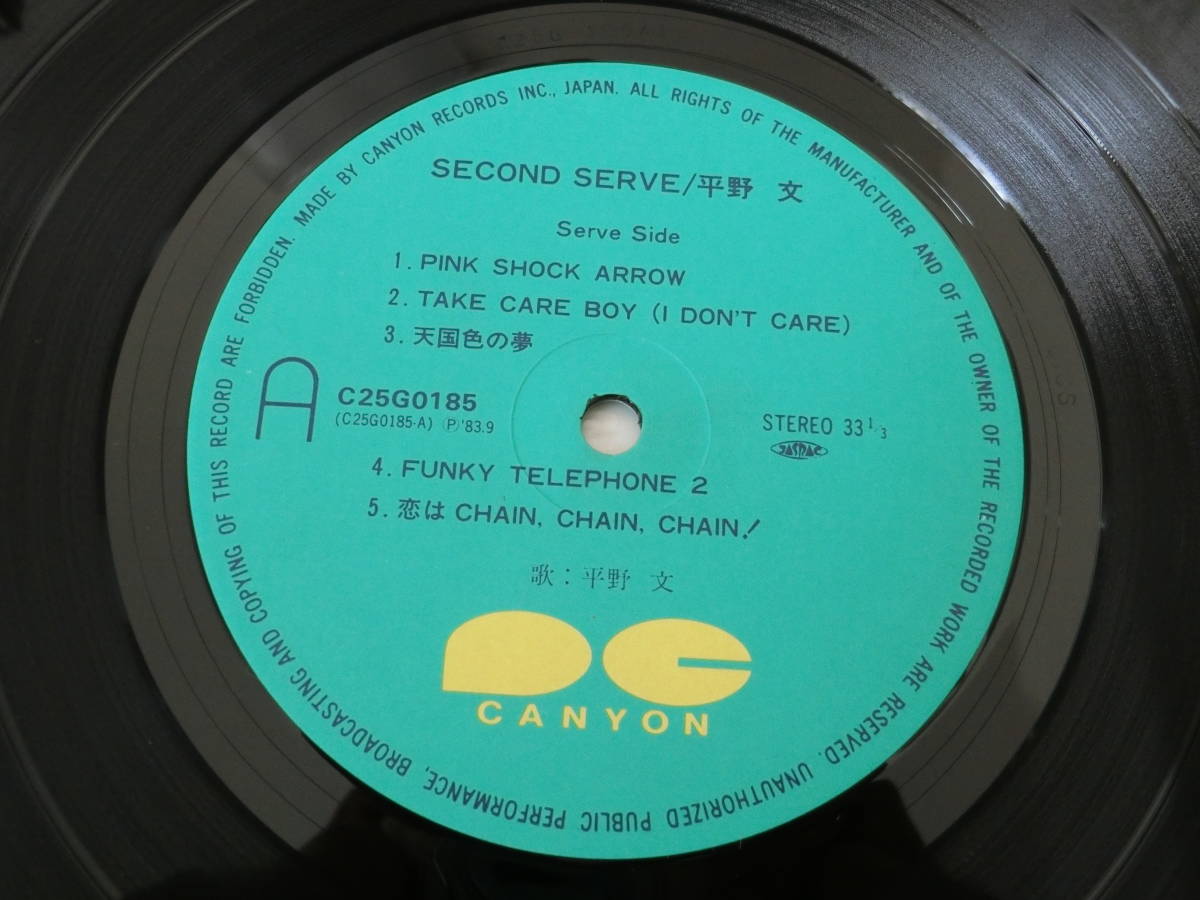 MADE BY CANYON RECORDS INC., JAPAN. ALL RIGHTS OF THE MANUFACTURER AND OF THE OWNER OF THE RECORDED WORK ARE RESERVED. UNAUTHORIZED PUBLIC PERFORMANCE, BROADCASTING AND COPYING OF THIS RECORD ARE FORBIDDEN.
SECOND SERVE/平野 文
Serve Side
1. PINK SHOCK ARROW
2. TAKE CARE BOY (I DON'T CARE)
3. 天国色の夢
A
C25G0185
(C25G0185-A) Ⓟ'83.9
STEREO 33 1/3
JASRAC
4. FUNKY TELEPHONE 2
5. 恋は CHAIN, CHAIN, CHAIN!
歌：平野 文
CANYON